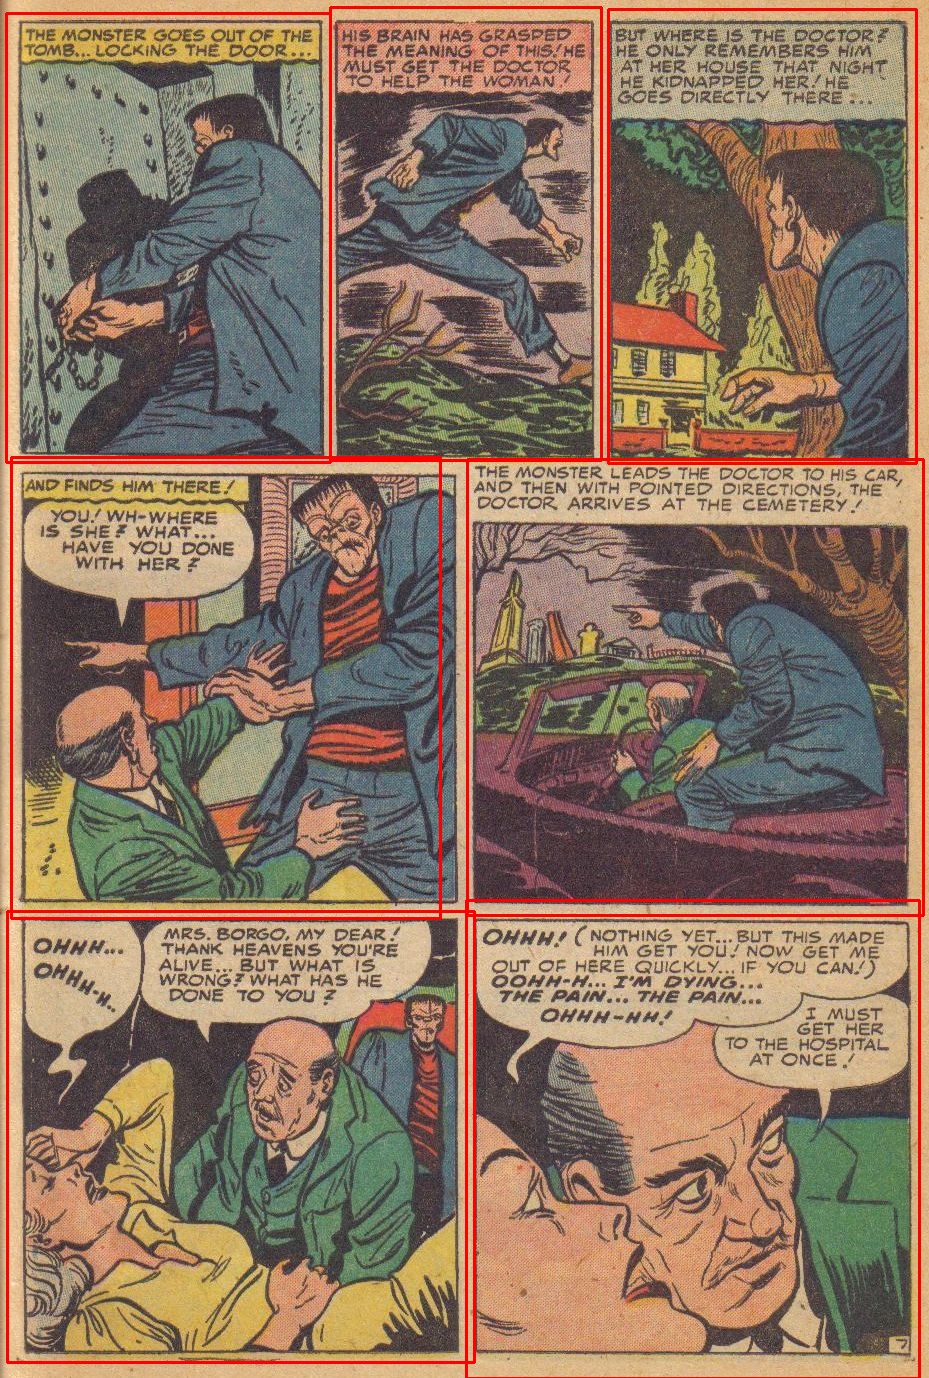 THE MONSTER GOES OUT OF THE
TOMB... LOCKING THE DOOR...
HIS BRAIN HAS GRASPED
THE MEANING OF THIS! HE
MUST GET THE DOCTOR
TO HELP THE WOMAN!
BUT WHERE IS THE DOCTOR?
HE ONLY REMEMBERS HIM
AT HER HOUSE THAT NIGHT
HE KIDNAPPED HER! HE
GOES DIRECTLY THERE...
AND FINDS HIM THERE!
YOU! WH-WHERE
IS SHE? WHAT...
HAVE YOU DONE
WITH HER?
THE MONSTER LEADS THE DOCTOR TO HIS CAR,
AND THEN WITH POINTED DIRECTIONS, THE
DOCTOR ARRIVES AT THE CEMETERY!
OHHH...
OHH-H...
MRS. BORGO, MY DEAR!
THANK HEAVENS YOU'RE
ALIVE... BUT WHAT IS
WRONG? WHAT HAS HE
DONE TO YOU?
OHHH! (NOTHING YET... BUT THIS MADE
HIM GET YOU! NOW GET ME
OUT OF HERE QUICKLY... IF YOU CAN!)
OOHH-H... I'M DYING...
THE PAIN... THE PAIN...
OHHH-HH!
I MUST
GET HER
TO THE HOSPITAL
AT ONCE!
7